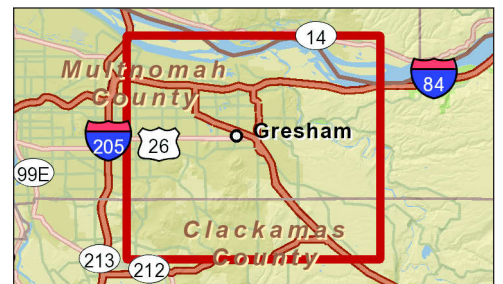 14
Multnomah
County
84
205
26
Gresham
99E
Clackamas
County
213
212